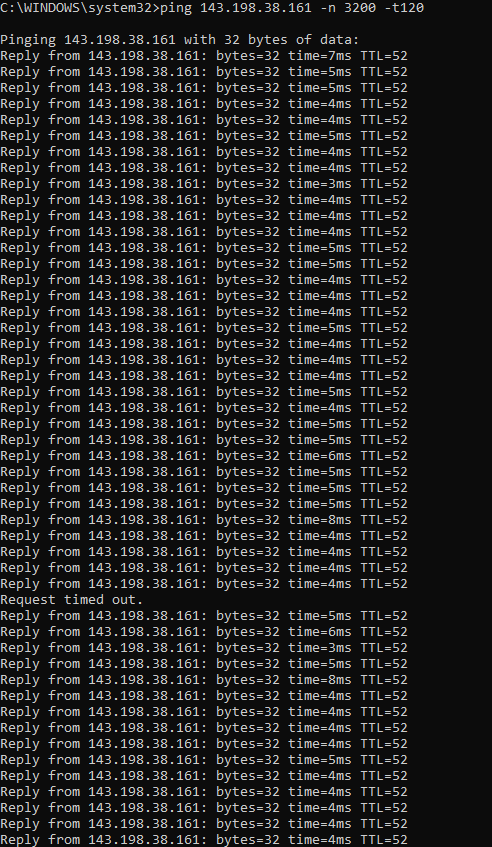 C:\WINDOWS\system32>ping 143.198.38.161 -n 3200 -t120
Pinging 143.198.38.161 with 32 bytes of data:
Reply from 143.198.38.161: bytes=32 time=7ms TTL=52
Reply from 143.198.38.161: bytes=32 time=5ms TTL=52
Reply from 143.198.38.161: bytes=32 time=5ms TTL=52
Reply from 143.198.38.161: bytes=32 time=4ms TTL=52
Reply from 143.198.38.161: bytes=32 time=4ms TTL=52
Reply from 143.198.38.161: bytes=32 time=5ms TTL=52
Reply from 143.198.38.161: bytes=32 time=4ms TTL=52
Reply from 143.198.38.161: bytes=32 time=4ms TTL=52
Reply from 143.198.38.161: bytes=32 time=3ms TTL=52
Reply from 143.198.38.161: bytes=32 time=4ms TTL=52
Reply from 143.198.38.161: bytes=32 time=4ms TTL=52
Reply from 143.198.38.161: bytes=32 time=4ms TTL=52
Reply from 143.198.38.161: bytes=32 time=5ms TTL=52
Reply from 143.198.38.161: bytes=32 time=5ms TTL=52
Reply from 143.198.38.161: bytes=32 time=4ms TTL=52
Reply from 143.198.38.161: bytes=32 time=4ms TTL=52
Reply from 143.198.38.161: bytes=32 time=4ms TTL=52
Reply from 143.198.38.161: bytes=32 time=5ms TTL=52
Reply from 143.198.38.161: bytes=32 time=4ms TTL=52
Reply from 143.198.38.161: bytes=32 time=4ms TTL=52
Reply from 143.198.38.161: bytes=32 time=4ms TTL=52
Reply from 143.198.38.161: bytes=32 time=5ms TTL=52
Reply from 143.198.38.161: bytes=32 time=4ms TTL=52
Reply from 143.198.38.161: bytes=32 time=5ms TTL=52
Reply from 143.198.38.161: bytes=32 time=5ms TTL=52
Reply from 143.198.38.161: bytes=32 time=6ms TTL=52
Reply from 143.198.38.161: bytes=32 time=5ms TTL=52
Reply from 143.198.38.161: bytes=32 time=5ms TTL=52
Reply from 143.198.38.161: bytes=32 time=5ms TTL=52
Reply from 143.198.38.161: bytes=32 time=8ms TTL=52
Reply from 143.198.38.161: bytes=32 time=4ms TTL=52
Reply from 143.198.38.161: bytes=32 time=4ms TTL=52
Reply from 143.198.38.161: bytes=32 time=4ms TTL=52
Reply from 143.198.38.161: bytes=32 time=4ms TTL=52
Request timed out.
Reply from 143.198.38.161: bytes=32 time=5ms TTL=52
Reply from 143.198.38.161: bytes=32 time=6ms TTL=52
Reply from 143.198.38.161: bytes=32 time=3ms TTL=52
Reply from 143.198.38.161: bytes=32 time=5ms TTL=52
Reply from 143.198.38.161: bytes=32 time=8ms TTL=52
Reply from 143.198.38.161: bytes=32 time=4ms TTL=52
Reply from 143.198.38.161: bytes=32 time=4ms TTL=52
Reply from 143.198.38.161: bytes=32 time=4ms TTL=52
Reply from 143.198.38.161: bytes=32 time=4ms TTL=52
Reply from 143.198.38.161: bytes=32 time=5ms TTL=52
Reply from 143.198.38.161: bytes=32 time=4ms TTL=52
Reply from 143.198.38.161: bytes=32 time=4ms TTL=52
Reply from 143.198.38.161: bytes=32 time=4ms TTL=52
Reply from 143.198.38.161: bytes=32 time=4ms TTL=52
Reply from 143.198.38.161: bytes=32 time=4ms TTL=52